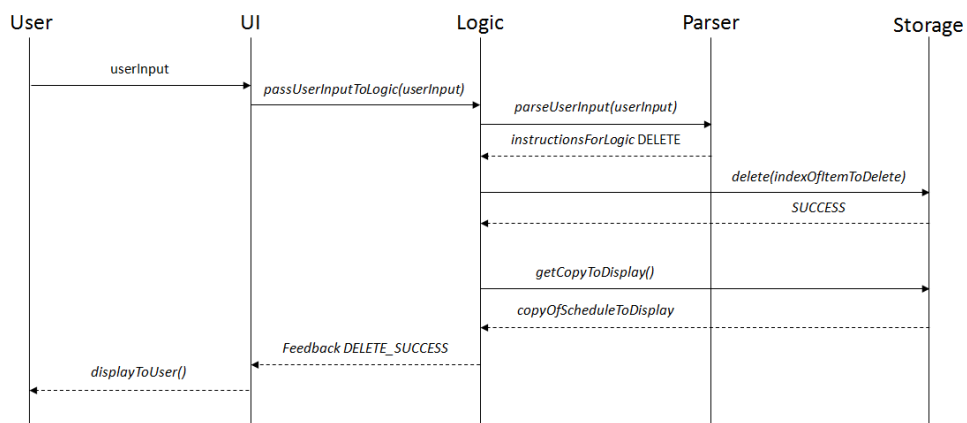 User
UI
Logic
Parser
Storage
userInput
passUserInputToLogic(userInput)
parseUserInput(userInput)
instructionsForLogic DELETE
delete(indexOfItemToDelete)
SUCCESS
getCopyToDisplay()
copyOfScheduleToDisplay
Feedback DELETE_SUCCESS
displayToUser()